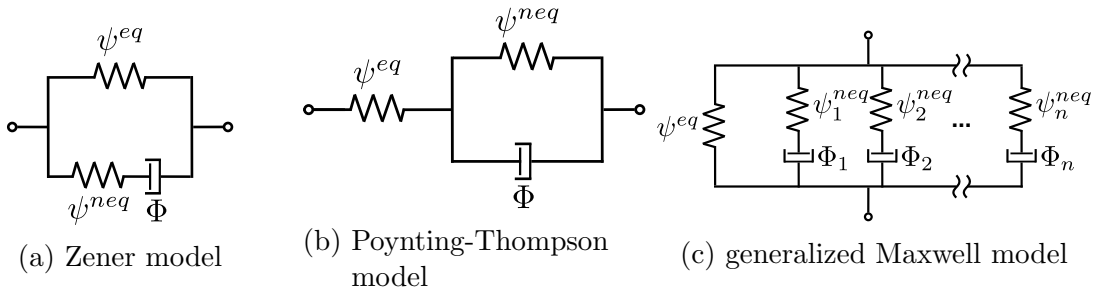 ψ^{eq}
ψ^{neq}
Φ
(a) Zener model
ψ^{eq}
ψ^{neq}
Φ
(b) Poynting-Thompson
model
ψ^{eq}
ψ_1^{neq}
ψ_2^{neq}
...
ψ_n^{neq}
Φ_1
Φ_2
Φ_n
(c) generalized Maxwell model